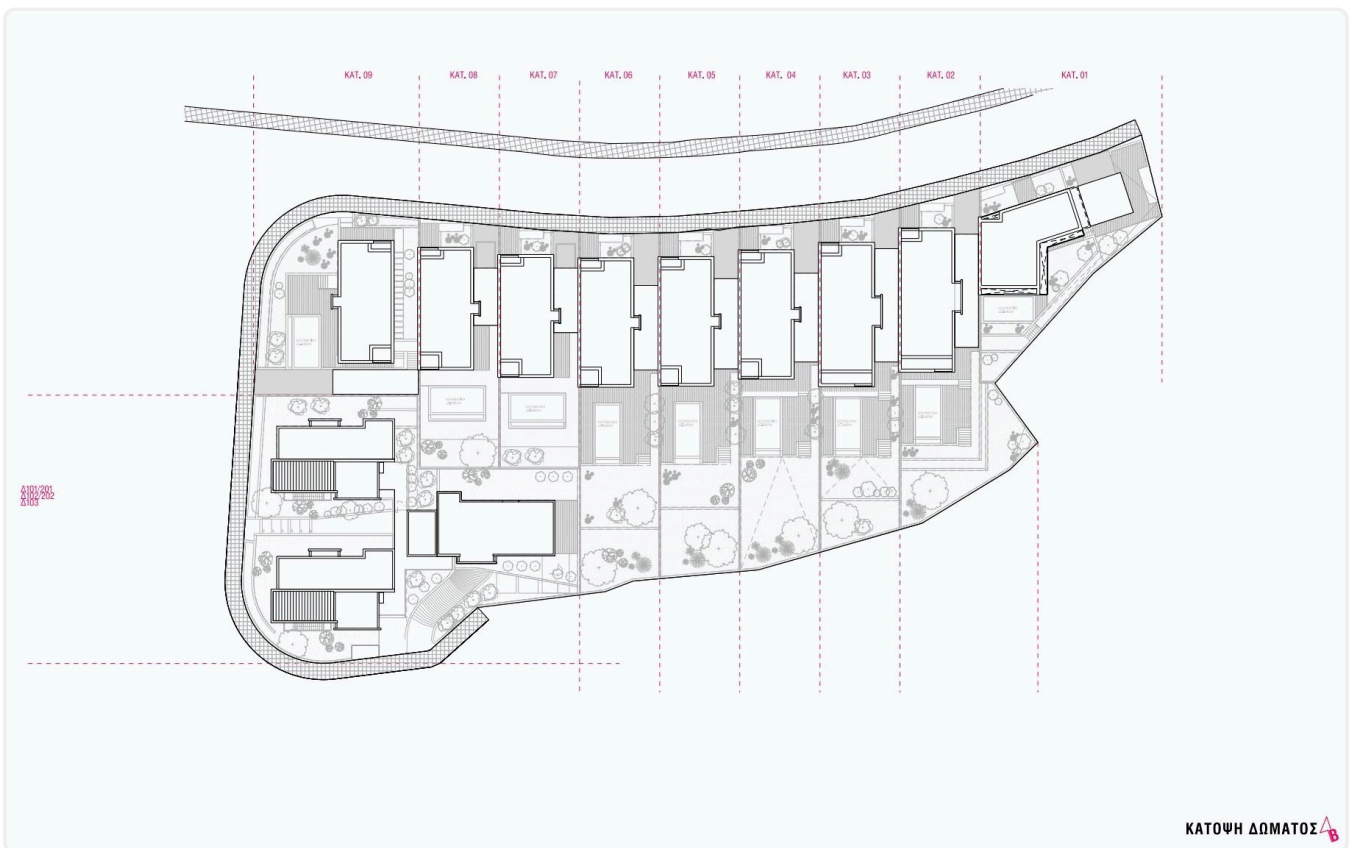 ΚΑΤ. 09
ΚΑΤ. 08
ΚΑΤ. 07
ΚΑΤ. 06
ΚΑΤ. 05
ΚΑΤ. 04
ΚΑΤ. 03
ΚΑΤ. 02
ΚΑΤ. 01
Δ101/201
Δ102/202
Δ103
ΚΑΤΟΨΗ ΔΩΜΑΤΟΣ
Β